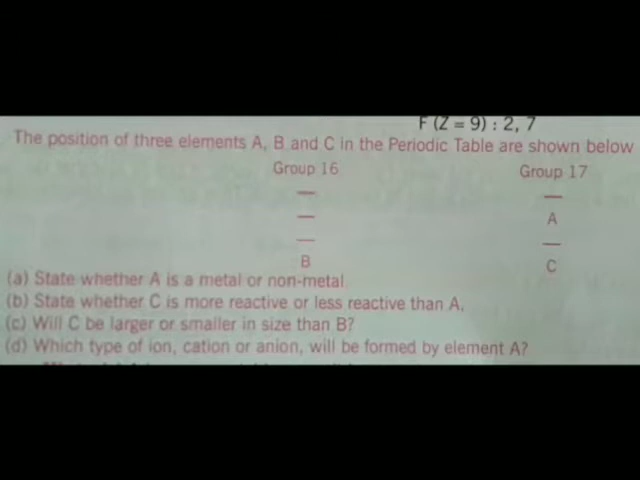 F (Z = 9) : 2, 7
The position of three elements A, B and C in the Periodic Table are shown below
Group 16 Group 17
— —
— A
— —
B C
(a) State whether A is a metal or non-metal.
(b) State whether C is more reactive or less reactive than A.
(c) Will C be larger or smaller in size than B?
(d) Which type of ion, cation or anion, will be formed by element A?